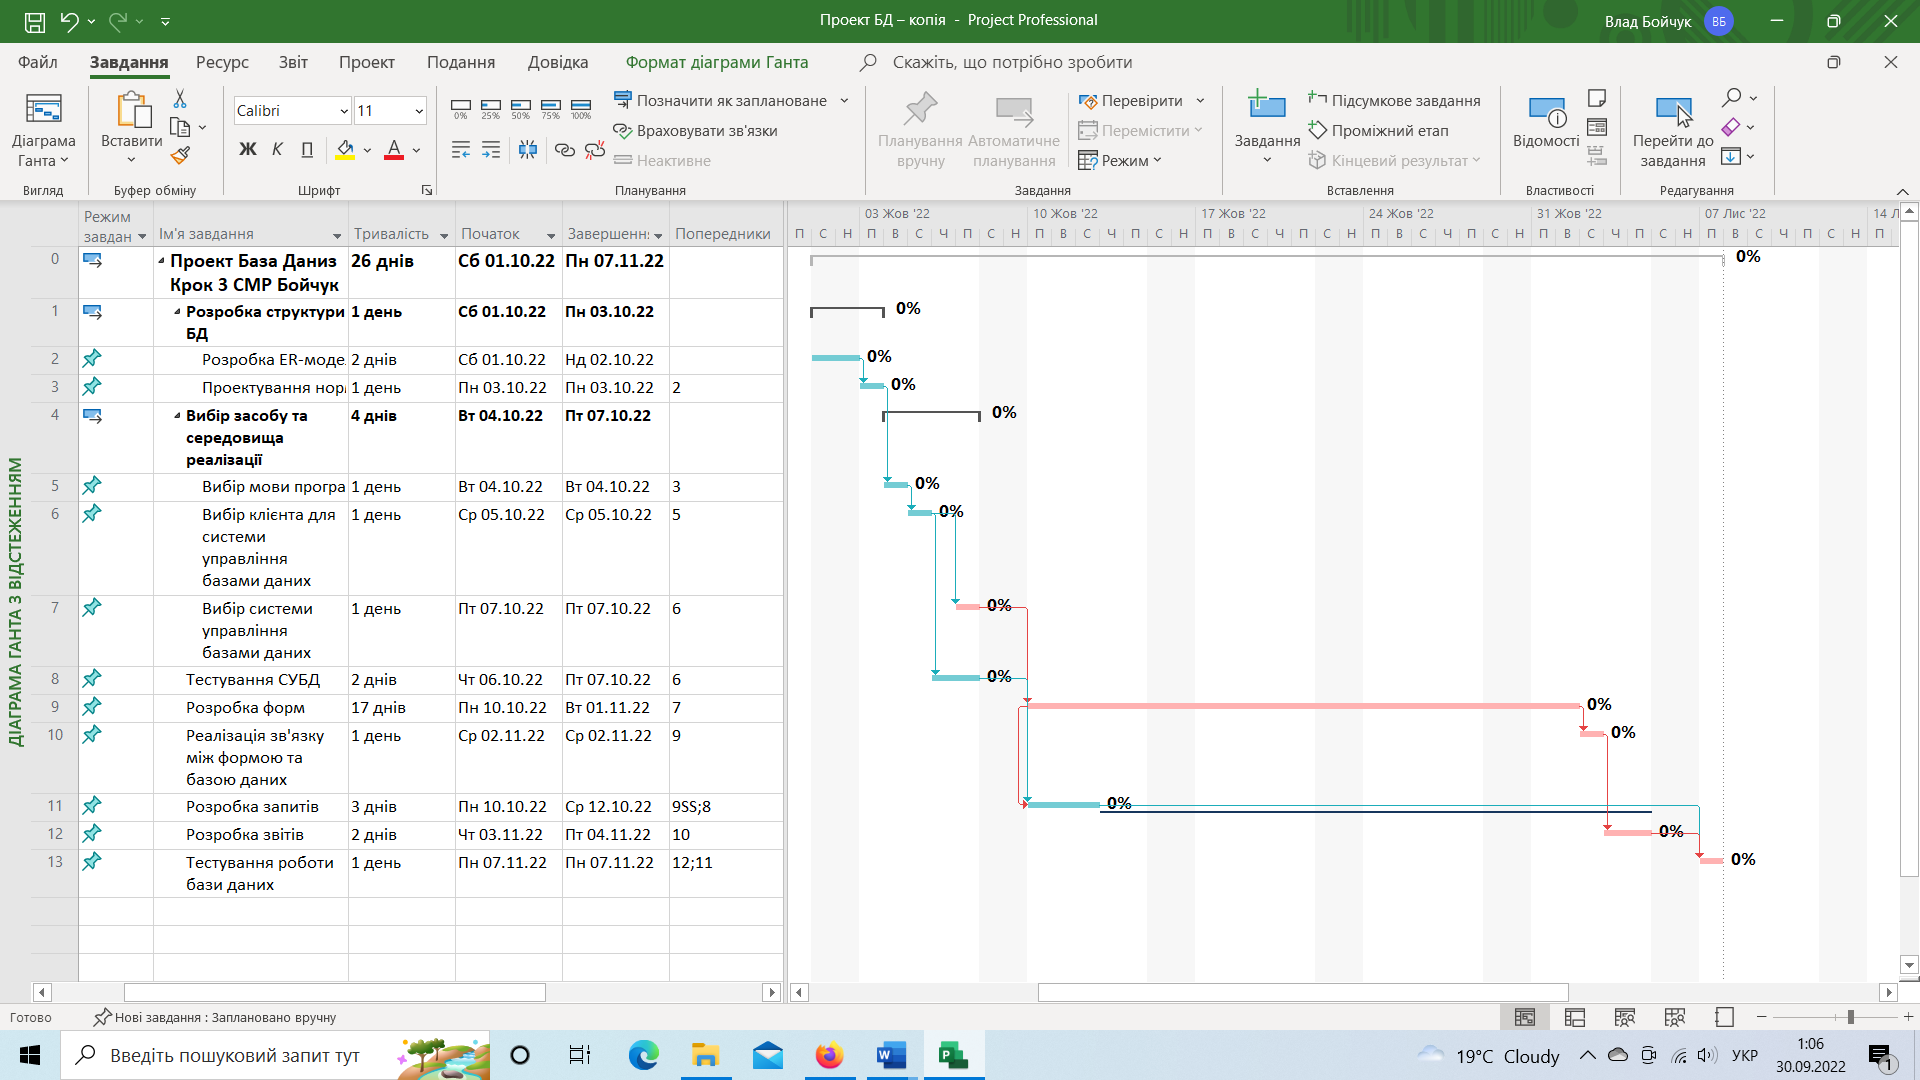 Проект БД – копія - Project Professional
Влад Бойчук
ВБ
Файл
Завдання
Ресурс
Звіт
Проект
Подання
Довідка
Формат діаграми Ганта
Скажіть, що потрібно зробити
Діаграма Ганта
Вигляд
Вставити
Буфер обміну
Calibri
11
Ж К П
А
Шрифт
0% 25% 50% 75% 100%
Позначити як заплановане
Враховувати зв'язки
Неактивне
Планування
Планування вручну
Автоматичне планування
Перевірити
Перемістити
Режим
Завдання
Завдання
Підсумкове завдання
Проміжний етап
Кінцевий результат
Вставлення
Відомості
Властивості
Перейти до завдання
Редагування
ДІАГРАМА ГАНТА З ВІДСТЕЖЕННЯМ
Режим завдан
Ім'я завдання
Тривалість
Початок
Завершенн
Попередники
03 Жов '22 10 Жов '22 17 Жов '22 24 Жов '22 31 Жов '22 07 Лис '22 14 Л
П С Н П В С Ч П С Н П В С Ч П С Н П В С Ч П С Н П В С Ч П С Н П В С Ч П С Н П В С Ч П С Н П
0 Проект База Даниз 26 днів Сб 01.10.22 Пн 07.11.22 0%
Крок 3 СМР Бойчук
1 Розробка структури 1 день Сб 01.10.22 Пн 03.10.22 0%
БД
2 Розробка ER-моде 2 днів Сб 01.10.22 Нд 02.10.22 0%
3 Проектування нор 1 день Пн 03.10.22 Пн 03.10.22 2 0%
4 Вибір засобу та 4 днів Вт 04.10.22 Пт 07.10.22 0%
середовища
реалізації
5 Вибір мови програ 1 день Вт 04.10.22 Вт 04.10.22 3 0%
6 Вибір клієнта для 1 день Ср 05.10.22 Ср 05.10.22 5 0%
системи
управління
базами даних
7 Вибір системи 1 день Пт 07.10.22 Пт 07.10.22 6 0%
управління
базами даних
8 Тестування СУБД 2 днів Чт 06.10.22 Пт 07.10.22 6 0%
9 Розробка форм 17 днів Пн 10.10.22 Вт 01.11.22 7 0%
10 Реалізація зв'язку 1 день Ср 02.11.22 Ср 02.11.22 9 0%
між формою та
базою даних
11 Розробка запитів 3 днів Пн 10.10.22 Ср 12.10.22 9SS;8 0%
12 Розробка звітів 2 днів Чт 03.11.22 Пт 04.11.22 10 0%
13 Тестування роботи 1 день Пн 07.11.22 Пн 07.11.22 12;11 0%
бази даних
Готово
Нові завдання : Заплановано вручну
Введіть пошуковий запит тут
19°C Cloudy
УКР
1:06
30.09.2022
1